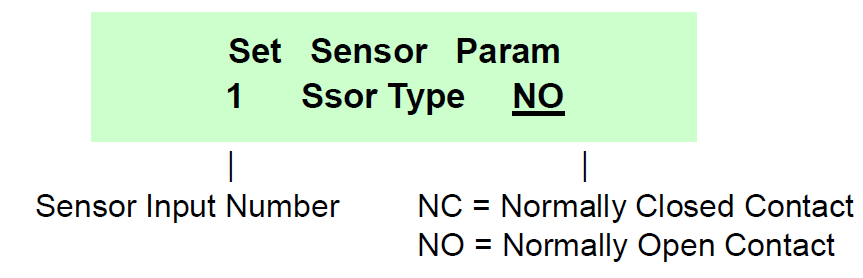 Set Sensor Param
1 Ssor Type NO
Sensor Input Number
NC = Normally Closed Contact
NO = Normally Open Contact